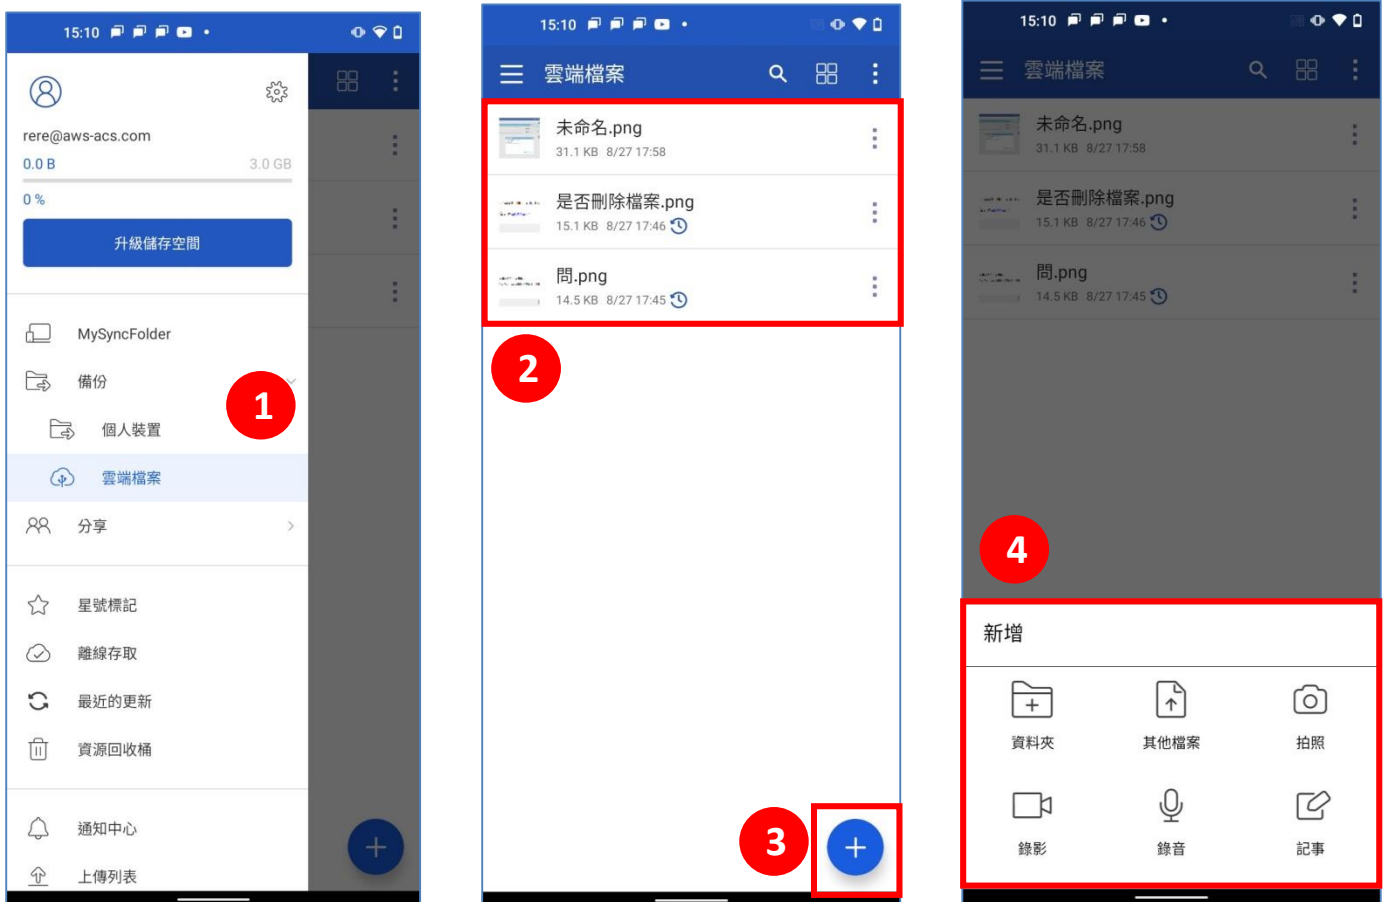 15:10
rere@aws-acs.com
0.0 B
3.0 GB
0 %
升級儲存空間
MySyncFolder
備份
1
個人裝置
雲端檔案
分享
星號標記
離線存取
最近的更新
資源回收桶
通知中心
上傳列表
15:10
雲端檔案
未命名.png
31.1 KB 8/27 17:58
是否刪除檔案.png
15.1 KB 8/27 17:46
問.png
14.5 KB 8/27 17:45
2
3
15:10
雲端檔案
未命名.png
31.1 KB 8/27 17:58
是否刪除檔案.png
15.1 KB 8/27 17:46
問.png
14.5 KB 8/27 17:45
4
新增
資料夾 其他檔案 拍照
錄影 錄音 記事